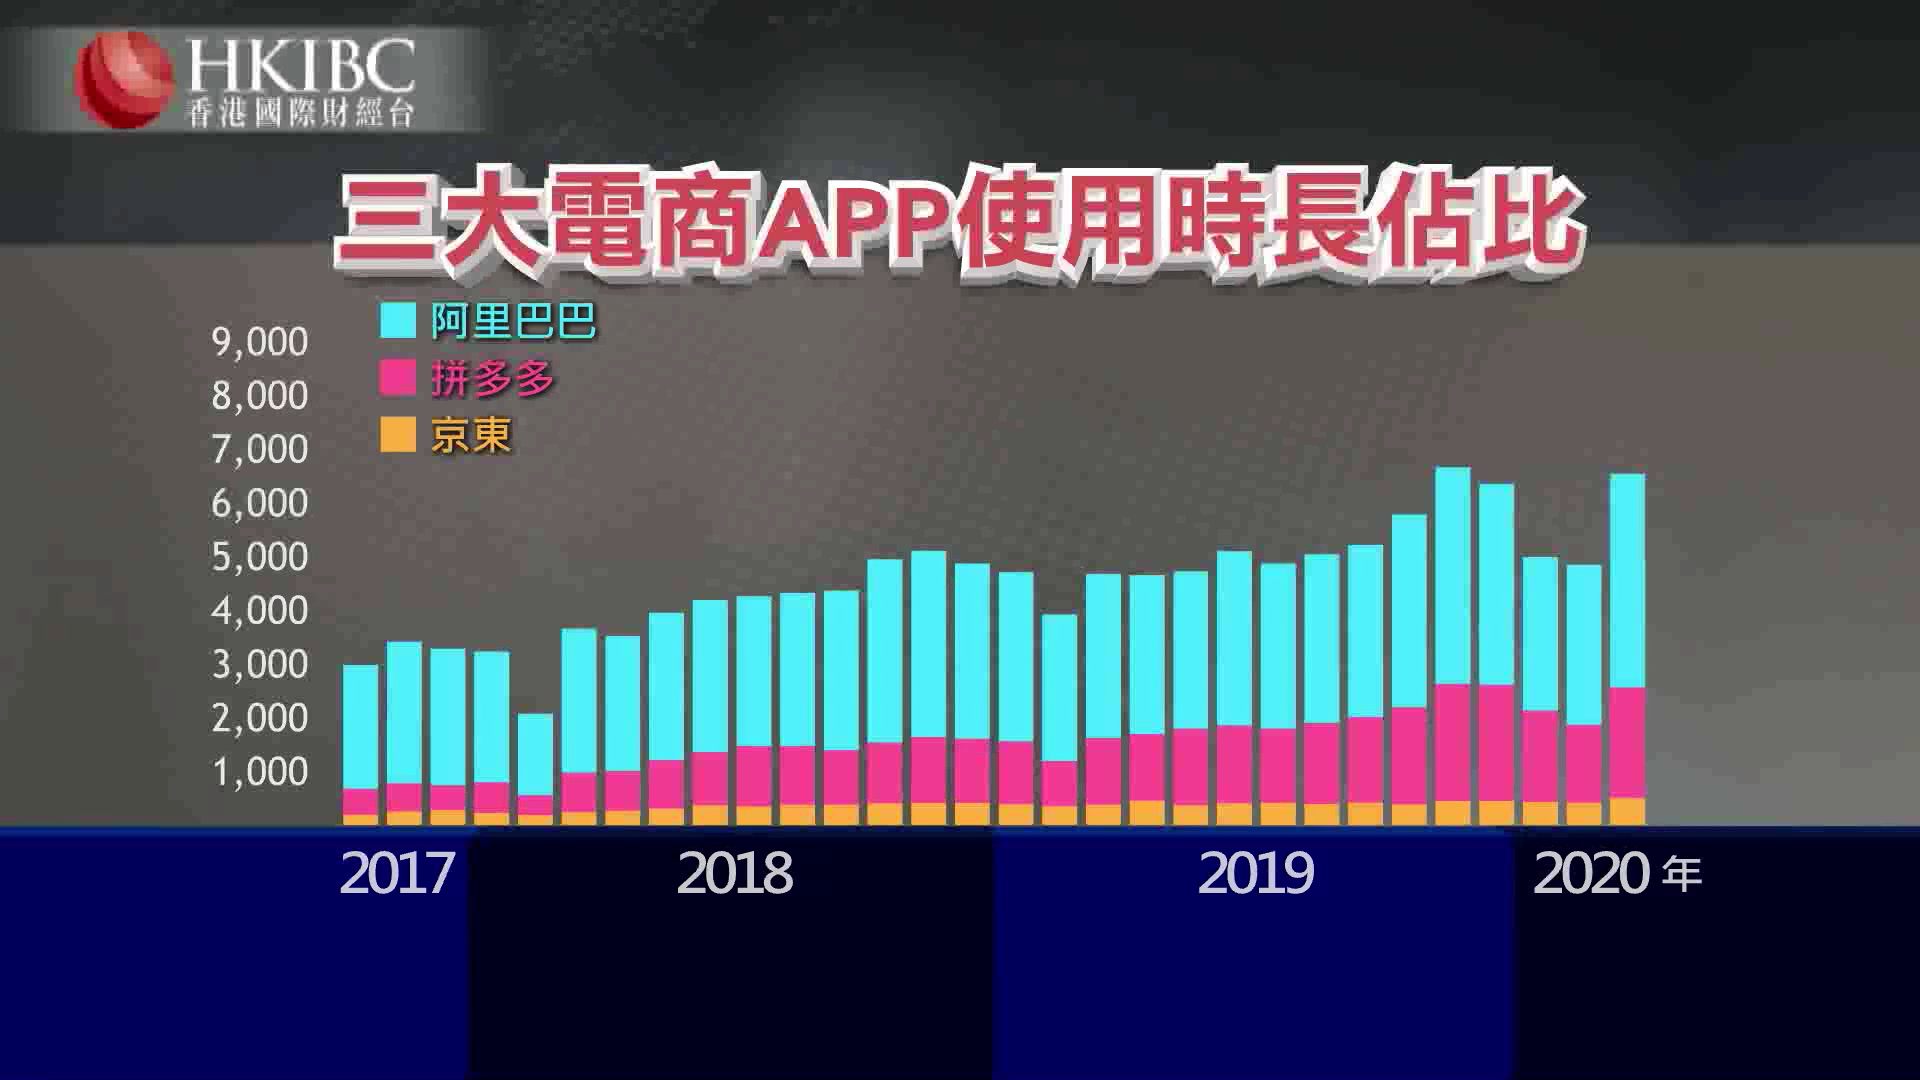 HKIBC
香港國際財經台
三大電商APP使用時長佔比
阿里巴巴
拼多多
京東
9,000
8,000
7,000
6,000
5,000
4,000
3,000
2,000
1,000
2017
2018
2019
2020 年